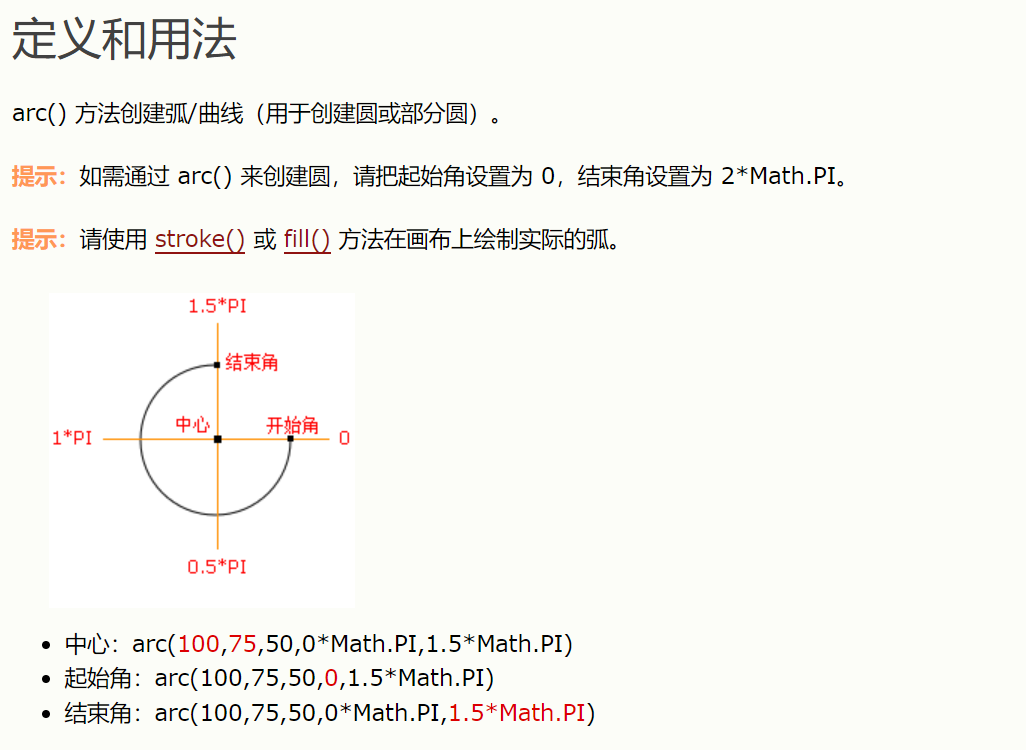 定义和用法
arc() 方法创建弧/曲线（用于创建圆或部分圆）。
提示：如需通过 arc() 来创建圆，请把起始角设置为 0，结束角设置为 2*Math.PI。
提示：请使用 stroke() 或 fill() 方法在画布上绘制实际的弧。
1.5*PI
结束角
中心
开始角
1*PI
0
0.5*PI
中心：arc(100,75,50,0*Math.PI,1.5*Math.PI)
起始角：arc(100,75,50,0,1.5*Math.PI)
结束角：arc(100,75,50,0*Math.PI,1.5*Math.PI)